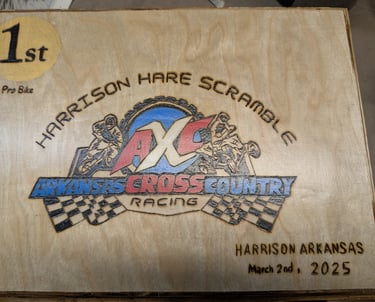 1st
Pro Bike
HARRISON HARE SCRAMBLE
AXC
ARKANSAS CROSS COUNTRY
RACING
HARRISON ARKANSAS
March 2nd, 2025